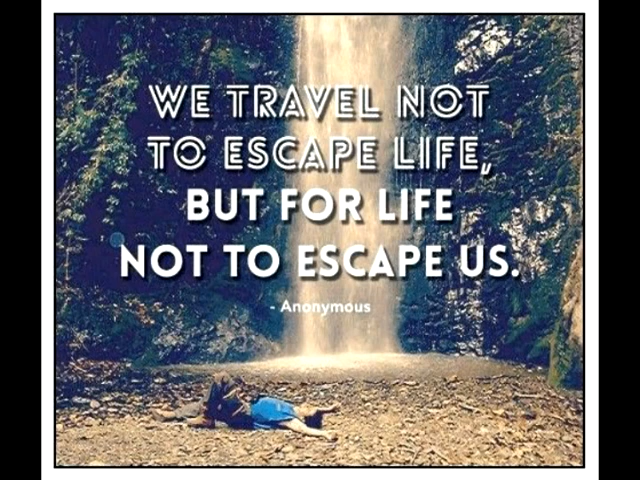 WE TRAVEL NOT
TO ESCAPE LIFE,
BUT FOR LIFE
NOT TO ESCAPE US.
- Anonymous